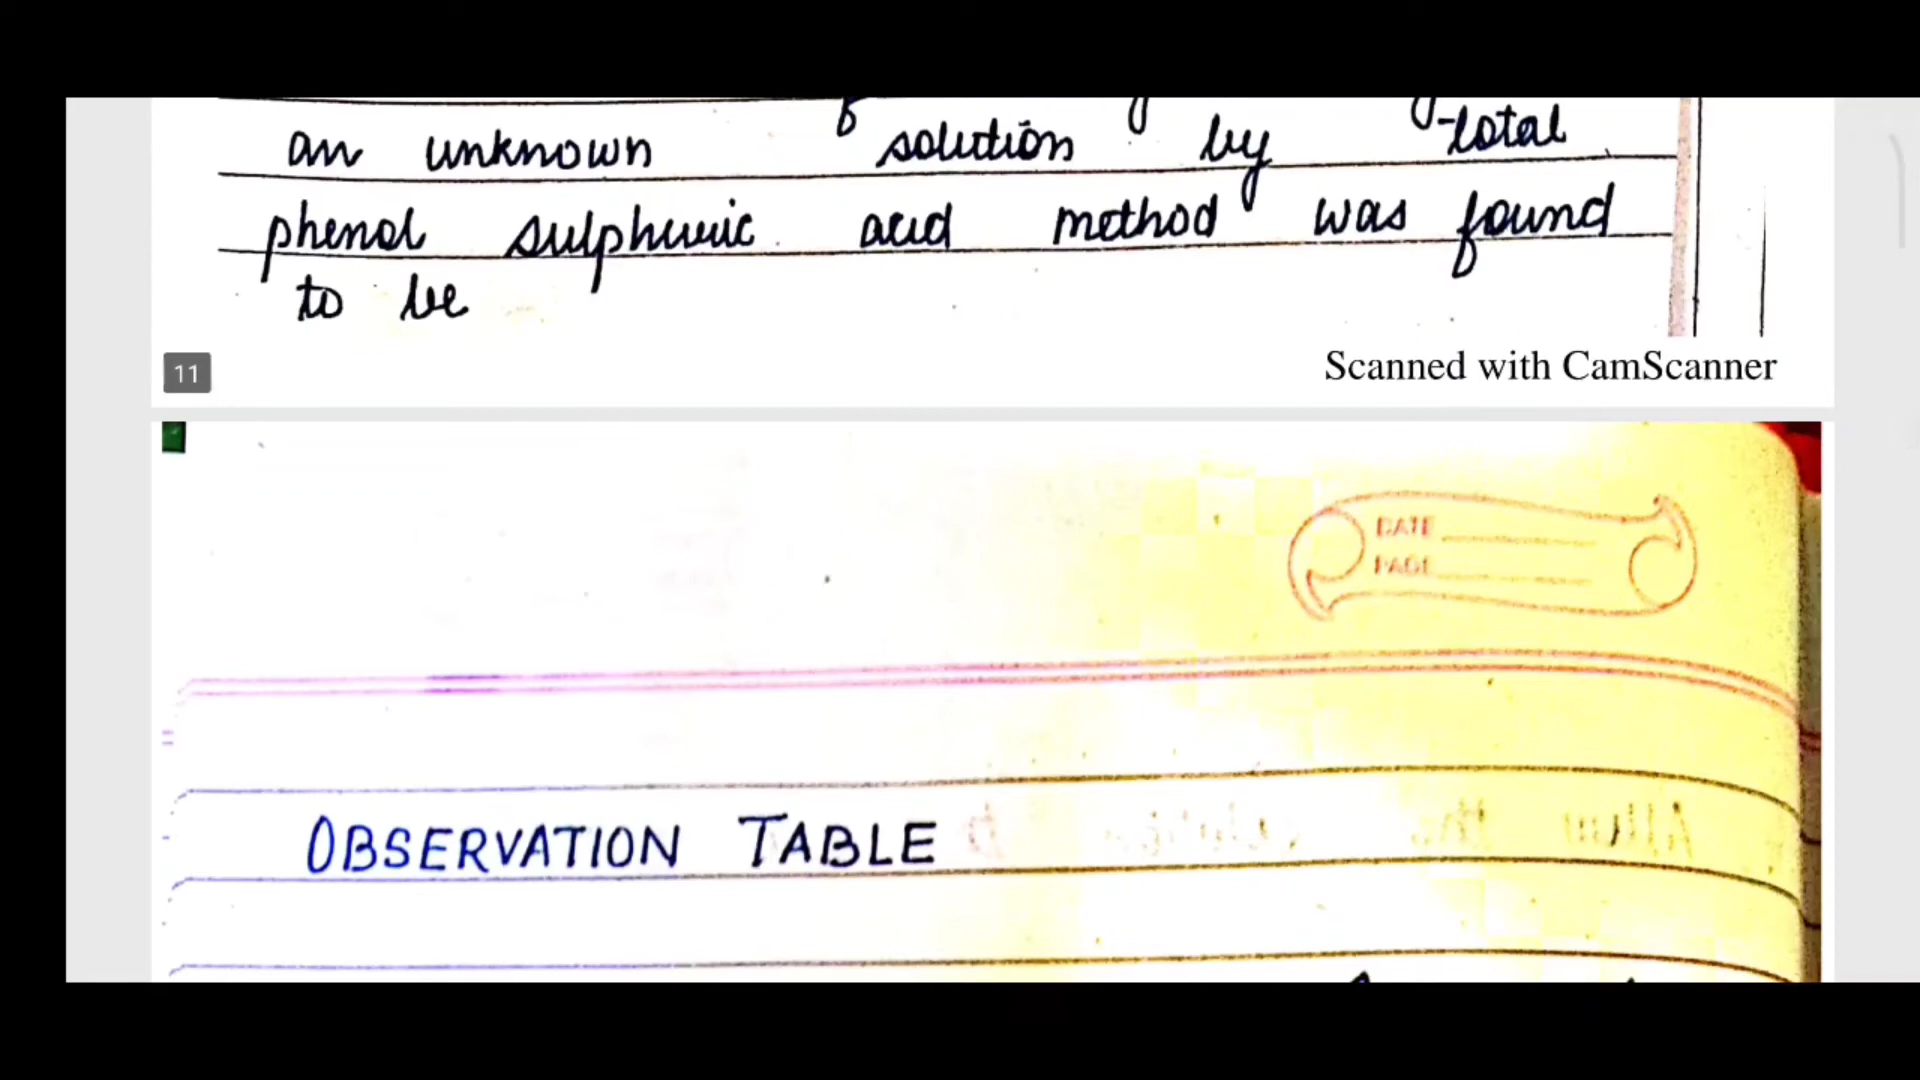 an unknown solution by total
phenol sulphuric acid method was found
to be
11
Scanned with CamScanner
DATE
PAGE
OBSERVATION TABLE